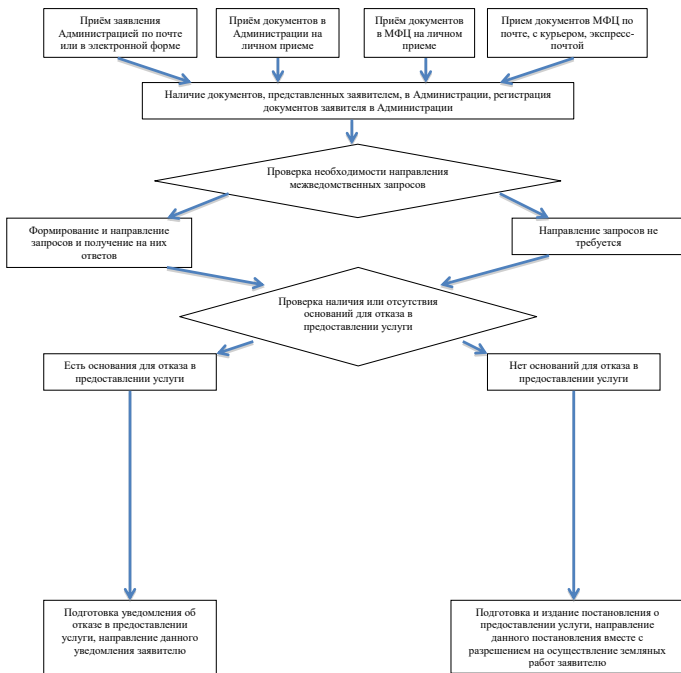 Приём заявления
Администрацией по почте
или в электронной форме
Приём документов в
Администрации на
личном приеме
Приём документов
в МФЦ на личном
приеме
Прием документов МФЦ по
почте, с курьером, экспресс-
почтой
Наличие документов, представленных заявителем, в Администрации, регистрация
документов заявителя в Администрации
Проверка необходимости направления
межведомственных запросов
Формирование и направление
запросов и получение на них
ответов
Направление запросов не
требуется
Проверка наличия или отсутствия
оснований для отказа в
предоставлении услуги
Есть основания для отказа в
предоставлении услуги
Нет оснований для отказа в
предоставлении услуги
Подготовка уведомления об
отказе в предоставлении
услуги, направление данного
уведомления заявителю
Подготовка и издание постановления о
предоставлении услуги, направление
данного постановления вместе с
разрешением на осуществление земляных
работ заявителю